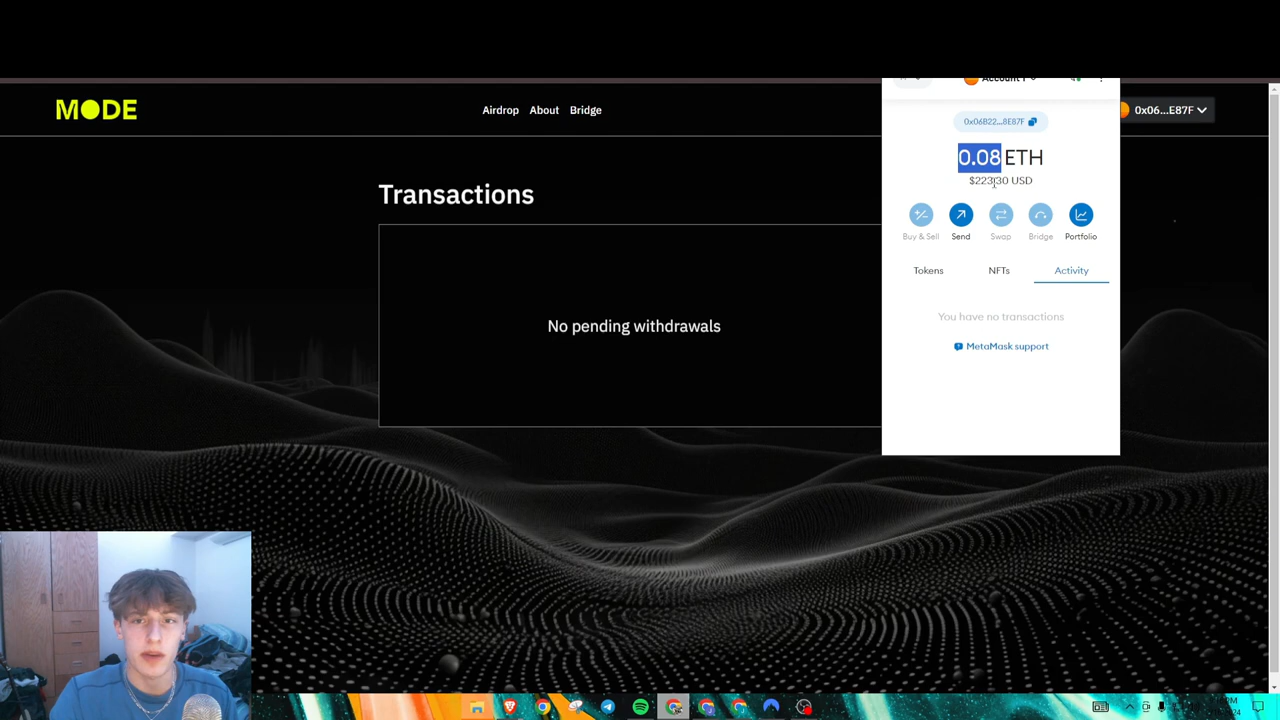 Account 1
MODE
Airdrop
About
Bridge
0x06...E87F
0x06B22...8E87F
0.08 ETH
$223.30 USD
Transactions
Buy & Sell
Send
Swap
Bridge
Portfolio
Tokens
NFTs
Activity
You have no transactions
No pending withdrawals
MetaMask support